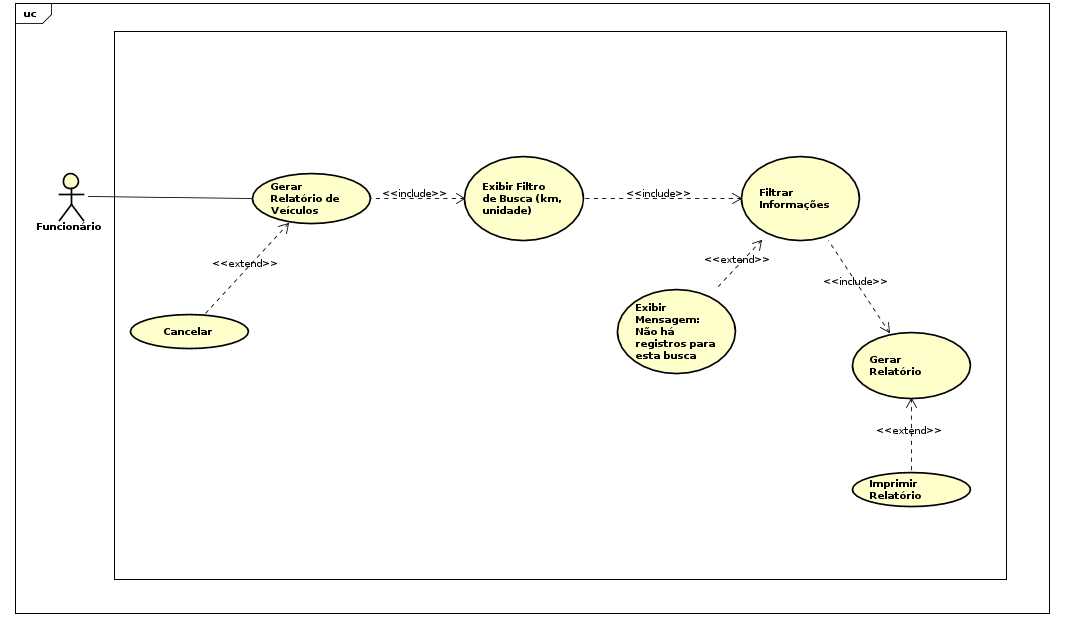 uc
Funcionário
Gerar
Relatório de
Veículos
<<include>>
Exibir Filtro
de Busca (km,
unidade)
<<include>>
Filtrar
Informações
<<extend>>
Cancelar
<<extend>>
Exibir
Mensagem:
Não há
registros para
esta busca
<<include>>
Gerar
Relatório
<<extend>>
Imprimir
Relatório